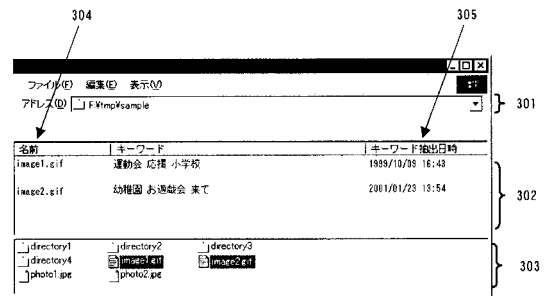 304 305
ファイル(F) 編集(E) 表示(V)
アドレス(D) F:¥tmp¥sample
301
名前 キーワード キーワード抽出日時
image1.gif 運動会 応援 小学校 1999/10/09 16:43
image2.gif 幼稚園 お遊戯会 来て 2001/01/23 13:54
302
directory1 directory2 directory3
directory4 image1.gif image2.gif
photo1.jpg photo2.jpg
303